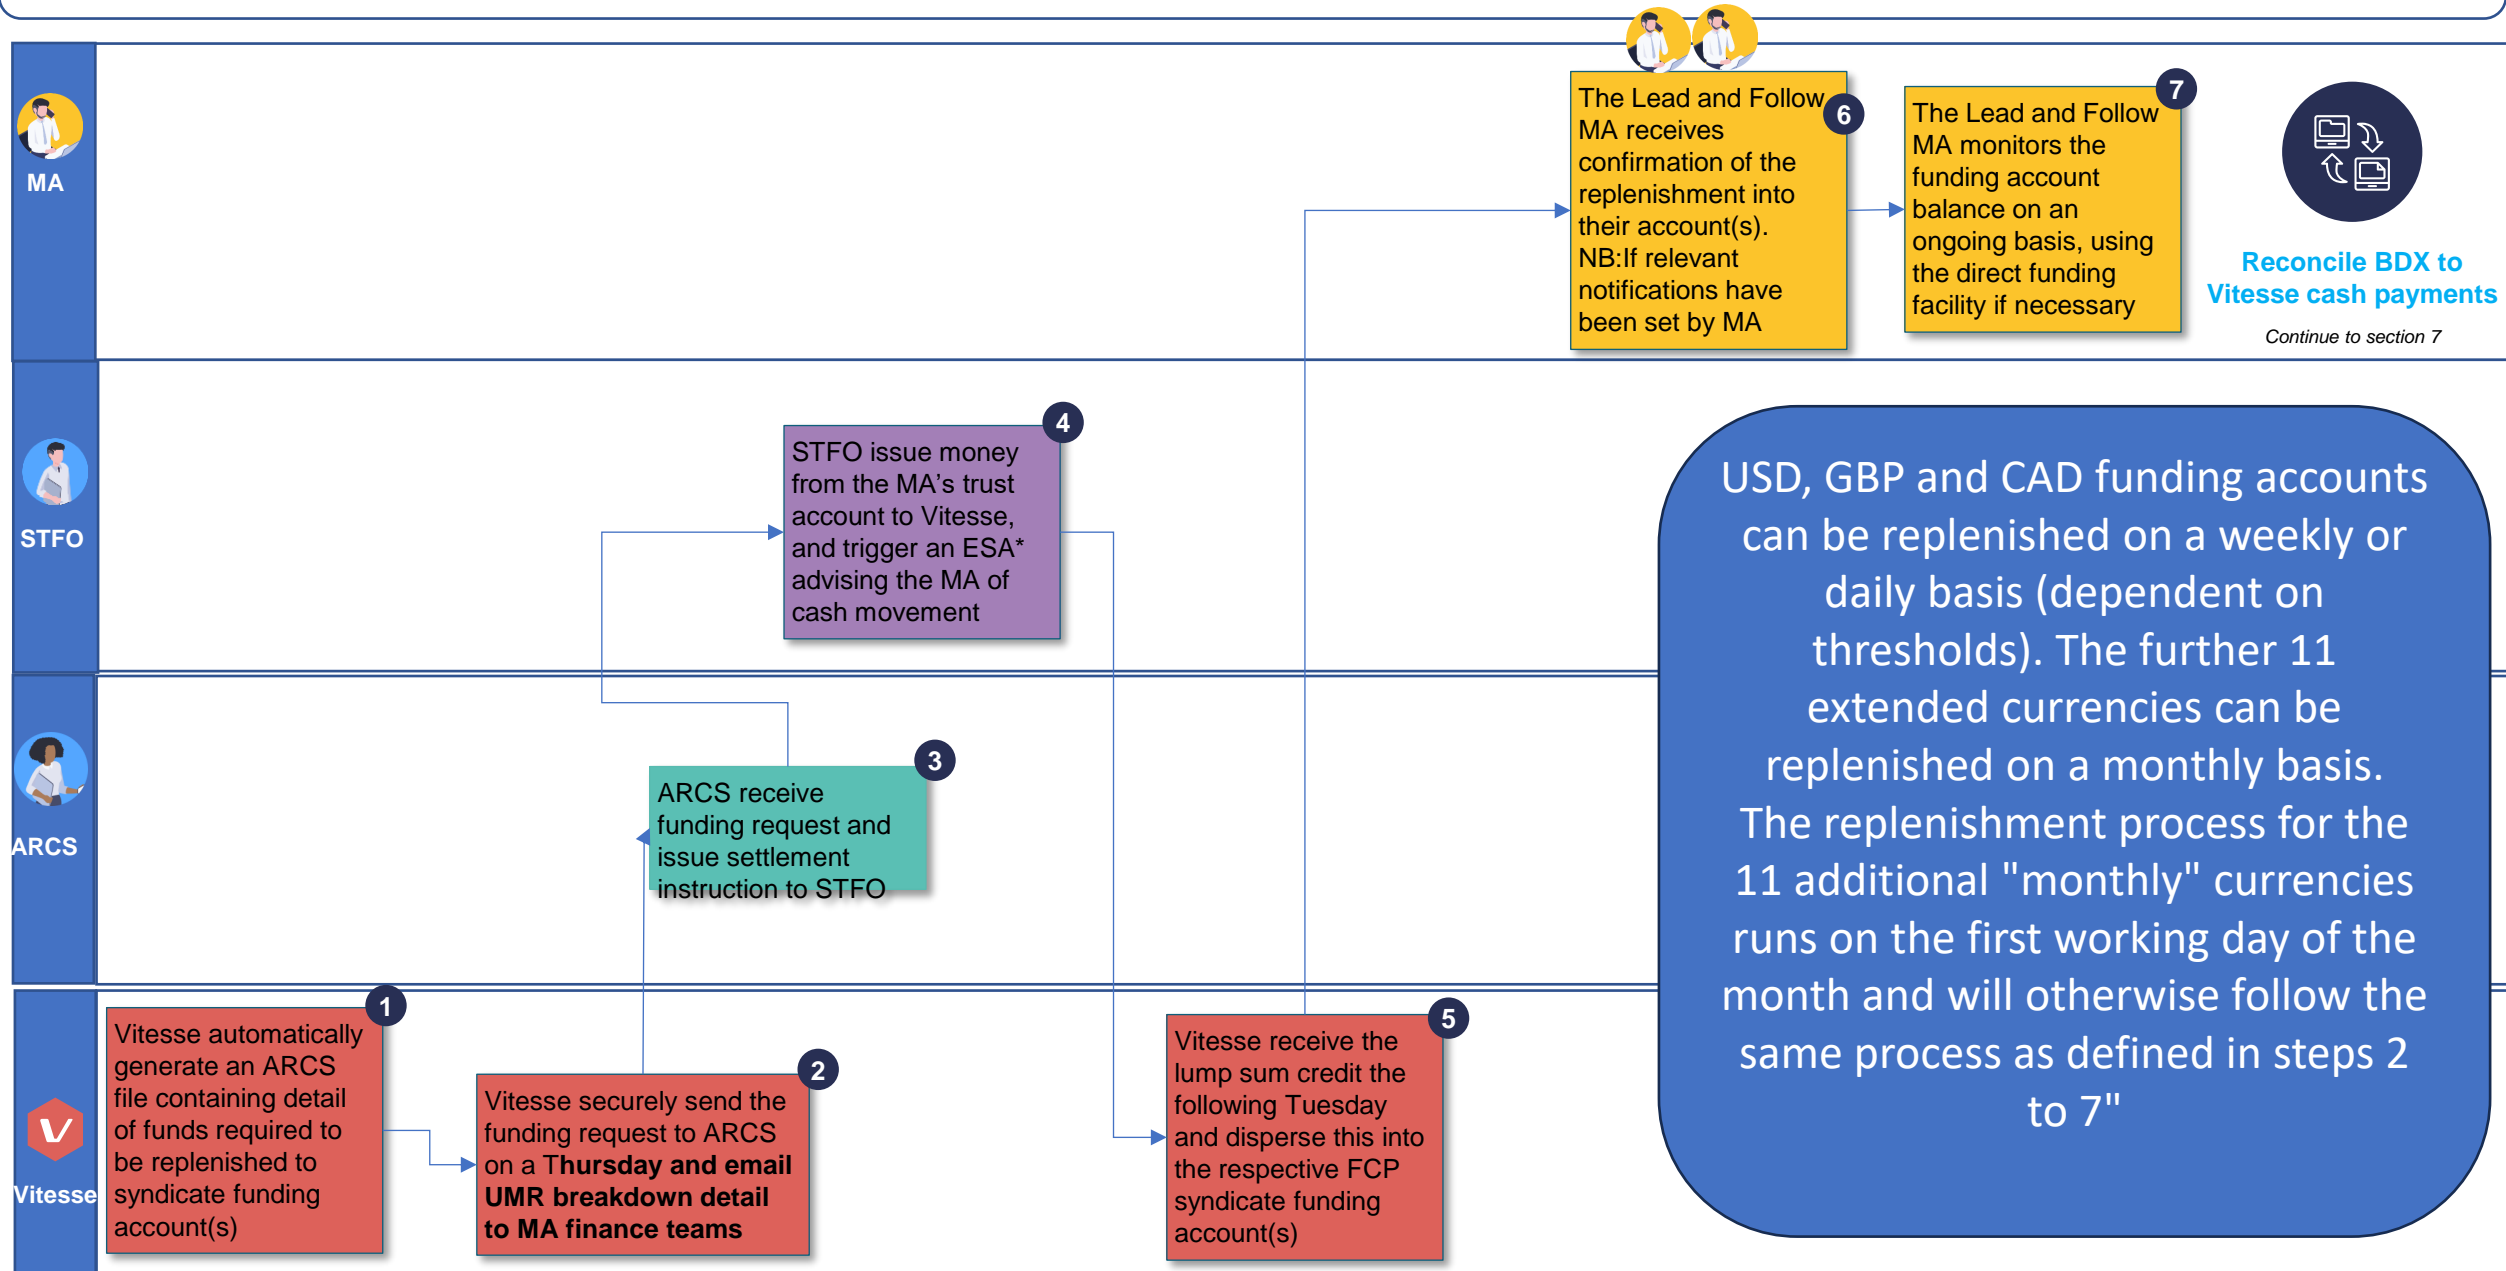 MA
6
The Lead and Follow
MA receives
confirmation of the
replenishment into
their account(s).
NB:If relevant
notifications have
been set by MA
7
The Lead and Follow
MA monitors the
funding account
balance on an
ongoing basis, using
the direct funding
facility if necessary
Reconcile BDX to
Vitesse cash payments
Continue to section 7
STFO
4
STFO issue money
from the MA’s trust
account to Vitesse,
and trigger an ESA*
advising the MA of
cash movement
USD, GBP and CAD funding accounts
can be replenished on a weekly or
daily basis (dependent on
thresholds). The further 11
extended currencies can be
replenished on a monthly basis.
The replenishment process for the
11 additional "monthly" currencies
runs on the first working day of the
month and will otherwise follow the
same process as defined in steps 2
to 7"
ARCS
3
ARCS receive
funding request and
issue settlement
instruction to STFO
V
Vitesse
1
Vitesse automatically
generate an ARCS
file containing detail
of funds required to
be replenished to
syndicate funding
account(s)
2
Vitesse securely send the
funding request to ARCS
on a Thursday and email
UMR breakdown detail
to MA finance teams
5
Vitesse receive the
lump sum credit the
following Tuesday
and disperse this into
the respective FCP
syndicate funding
account(s)